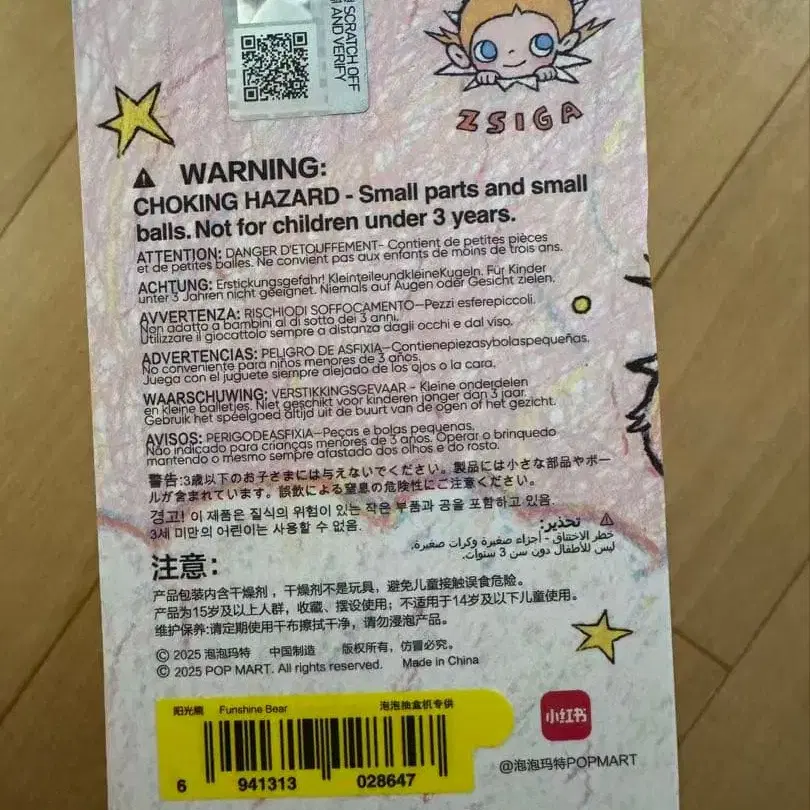 SCRATCH OFF
AND VERIFY
ZSIGA
WARNING:
CHOKING HAZARD - Small parts and small
balls. Not for children under 3 years.
ATTENTION: DANGER D'ETOUFFEMENT- Contient de petites pièces
et de petites balles. Ne convient pas aux enfants de moins de trois ans.
ACHTUNG: Erstickungsgefahr! KleinteileundkleineKugeln. Für Kinder
unter 3 Jahren nicht geeignet. Niemals auf Augen oder Gesicht zielen.
AVVERTENZA: RISCHIODI SOFFOCAMENTO—Pezzi esferepiccoli.
Non adatto a bambini al di sotto dei 3 anni.
Utilizzare il giocattolo sempre a distanza dagli occhi e dal viso.
ADVERTENCIAS: PELIGRO DE ASFIXIA—Contienepiezasybolaspequeñas.
No conveniente para niños menores de 3 años.
Juega con el juguete siempre alejado de los ojos o la cara.
WAARSCHUWING: VERSTIKKINGSGEVAAR - Kleine onderdelen
en kleine balletjes. Niet geschikt voor kinderen jonger dan 3 jaar.
Gebruik het speelgoed altijd uit de buurt van de ogen of het gezicht.
AVISOS: PERIGODEASFIXIA—Peças e bolas pequenas.
Não indicado para crianças menores de 3 años. Operar o brinquedo
mantendo o mesmo sempre afastado dos olhos e do rosto.
警告:3歳以下のお子さまには与えないでください。製品には小さな部品やボー
ルが含まれています。誤飲による窒息の危険性にご注意ください。
경고! 이 제품은 질식의 위험이 있는 작은 부품과 공을 포함하고 있음.
3세 미만의 어린이는 사용할 수 없음.
تحذير:
خطر الاختناق - أجزاء صغيرة وكرات صغيرة.
ليس للأطفال دون سن 3 سنوات.
注意：
产品包装内含干燥剂，干燥剂不是玩具，避免儿童接触误食危险。
产品为15岁及以上人群，收藏、摆设使用；不适用于14岁及以下儿童使用。
维护保养:请定期使用干布擦拭干净，请勿浸泡产品。
© 2025 泡泡玛特 中国制造 版权所有，仿冒必究。
© 2025 POP MART. All rights reserved. Made in China
阳光熊 Funshine Bear 泡泡抽盒机专供
6 941313 028647
小红书
@泡泡玛特POPMART